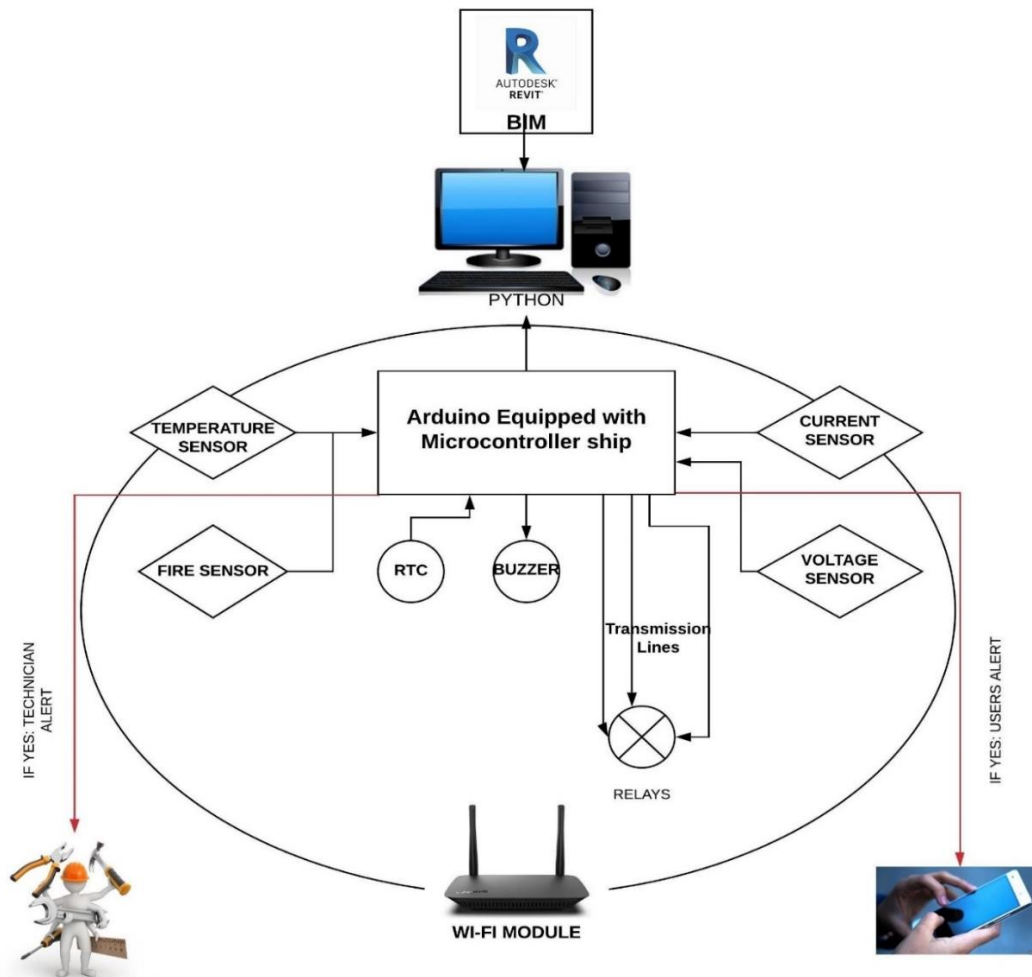 R
AUTODESK®
REVIT®
BIM
PYTHON
Arduino Equipped with
Microcontroller ship
TEMPERATURE
SENSOR
CURRENT
SENSOR
FIRE SENSOR
RTC
BUZZER
VOLTAGE
SENSOR
Transmission
Lines
IF YES: TECHNICIAN
ALERT
IF YES: USERS ALERT
RELAYS
WI-FI MODULE